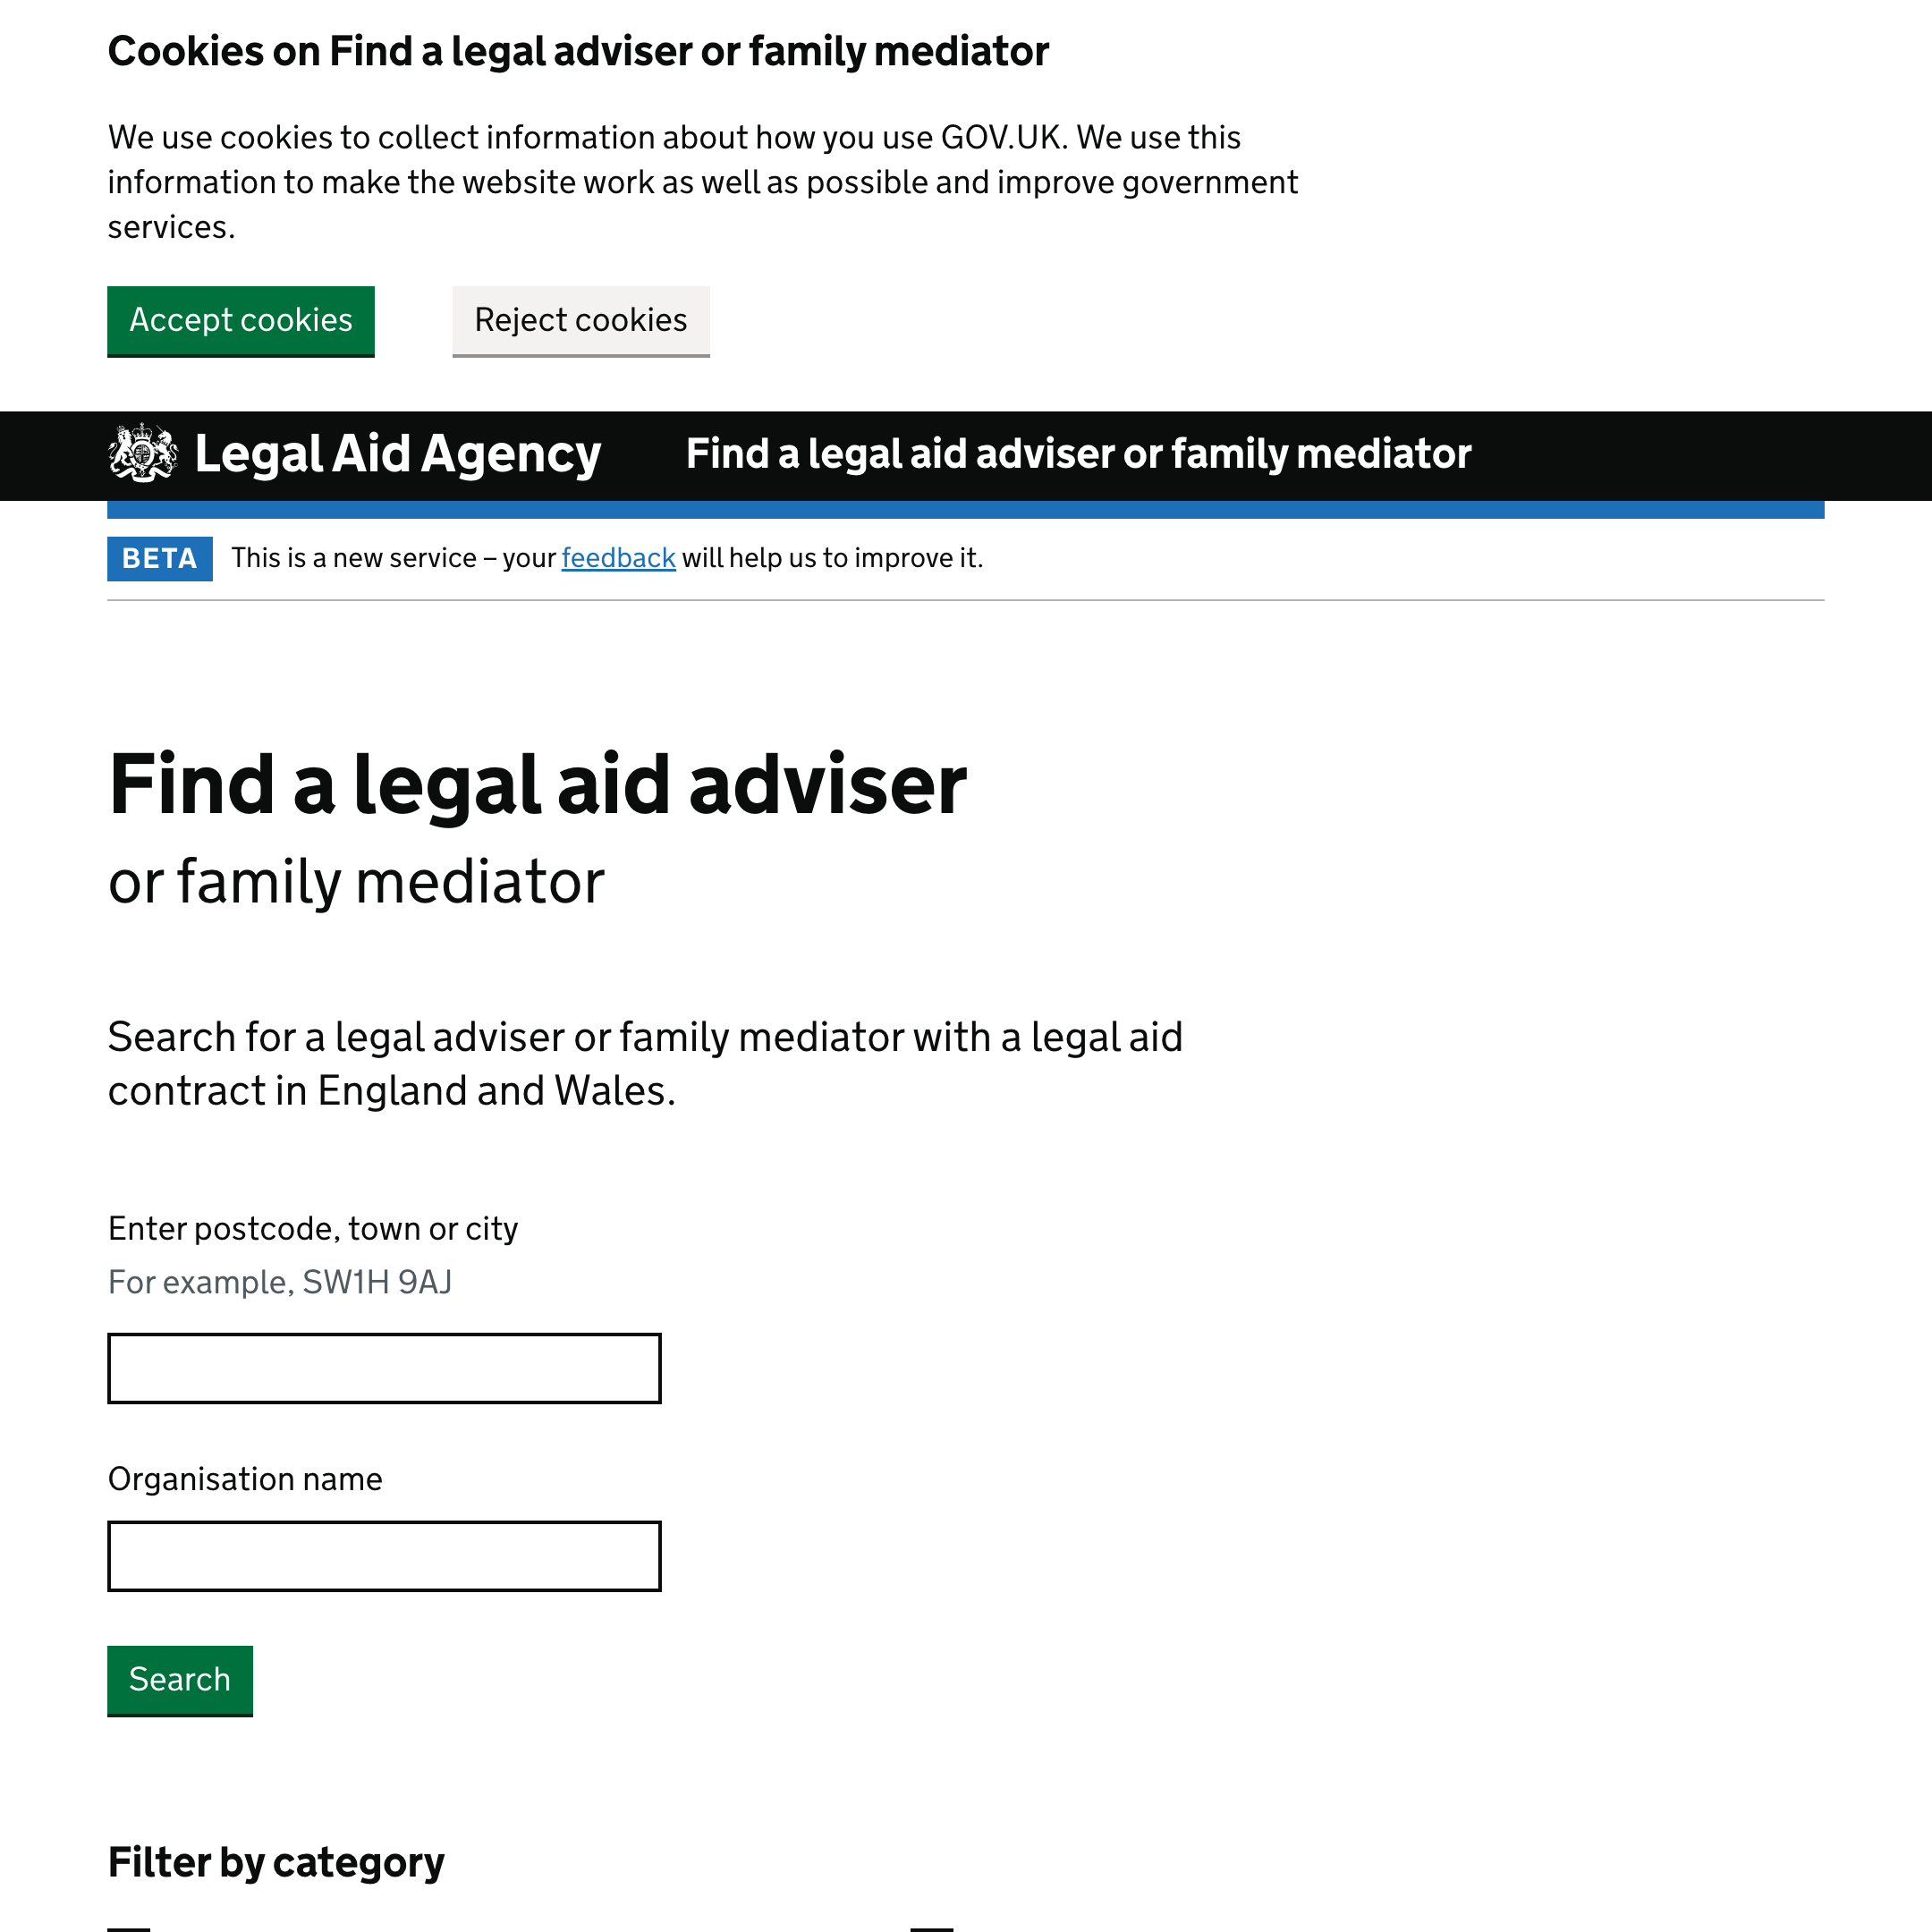 Cookies on Find a legal adviser or family mediator
We use cookies to collect information about how you use GOV.UK. We use this
information to make the website work as well as possible and improve government
services.
Accept cookies
Reject cookies
Legal Aid Agency
Find a legal aid adviser or family mediator
BETA This is a new service – your feedback will help us to improve it.
Find a legal aid adviser
or family mediator
Search for a legal adviser or family mediator with a legal aid
contract in England and Wales.
Enter postcode, town or city
For example, SW1H 9AJ
Organisation name
Search
Filter by category